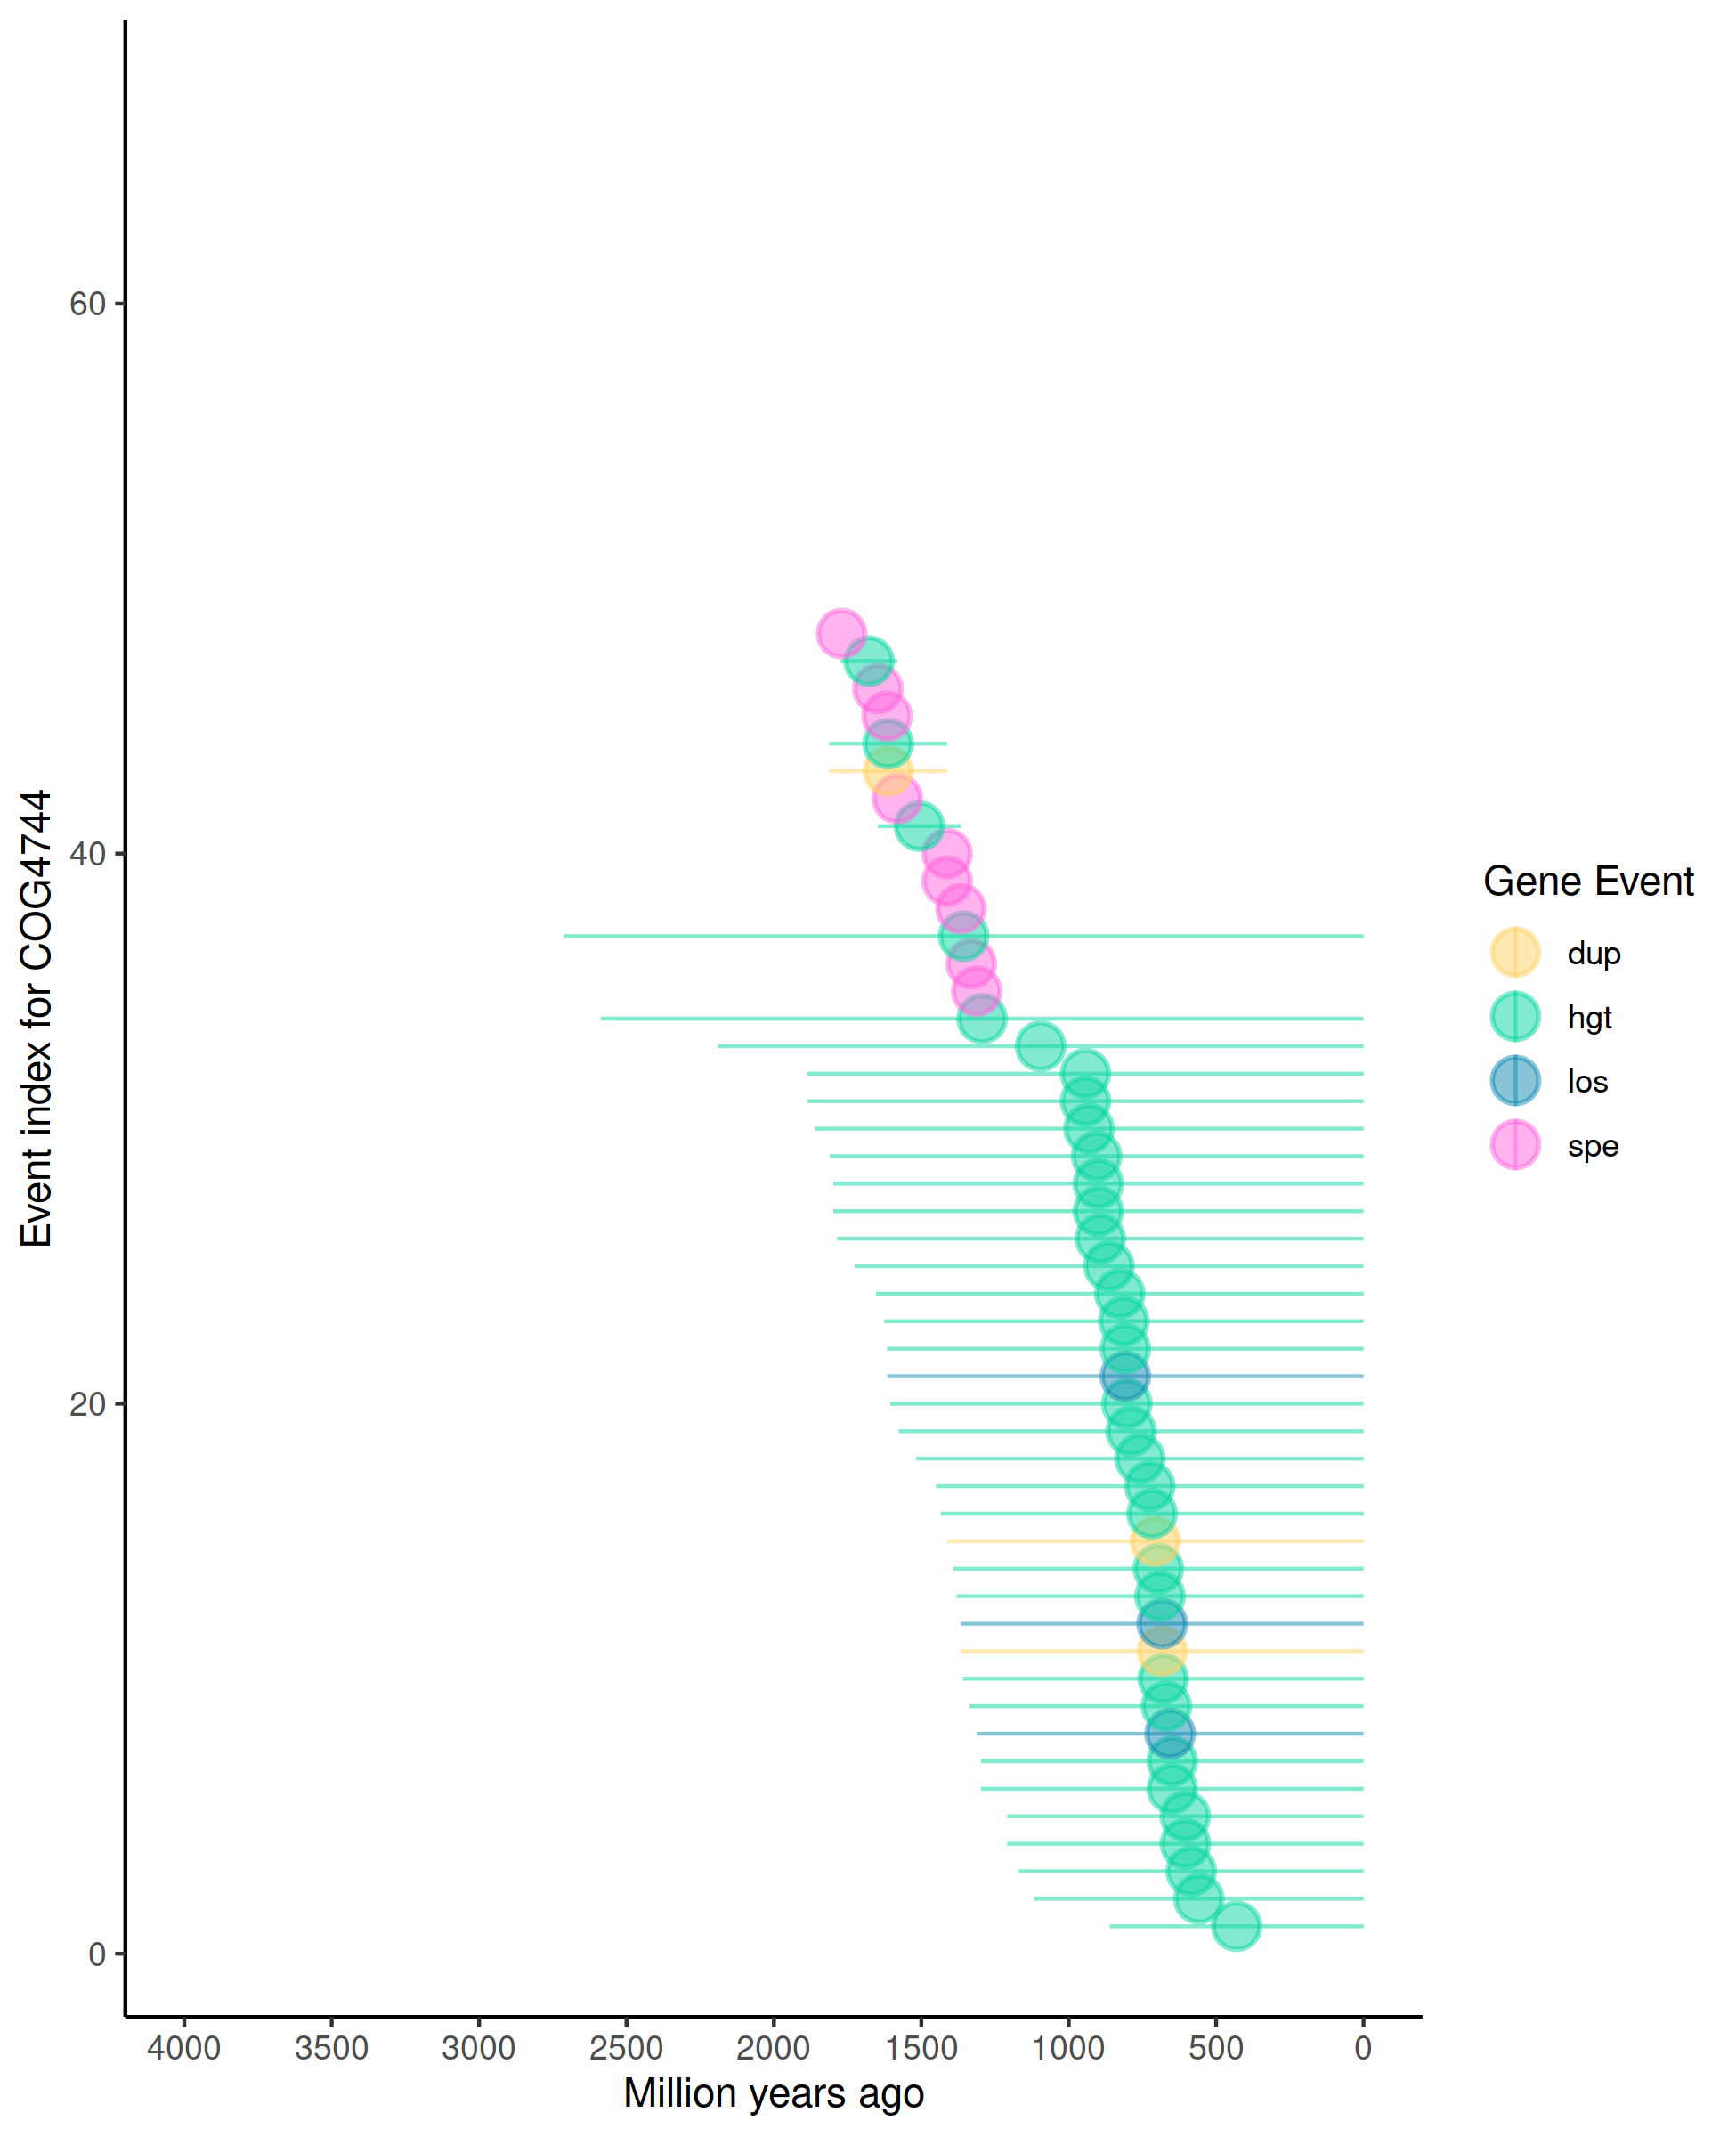 Event index for COG4744
60
40
20
0
4000 3500 3000 2500 2000 1500 1000 500 0
Million years ago
Gene Event
dup
hgt
los
spe